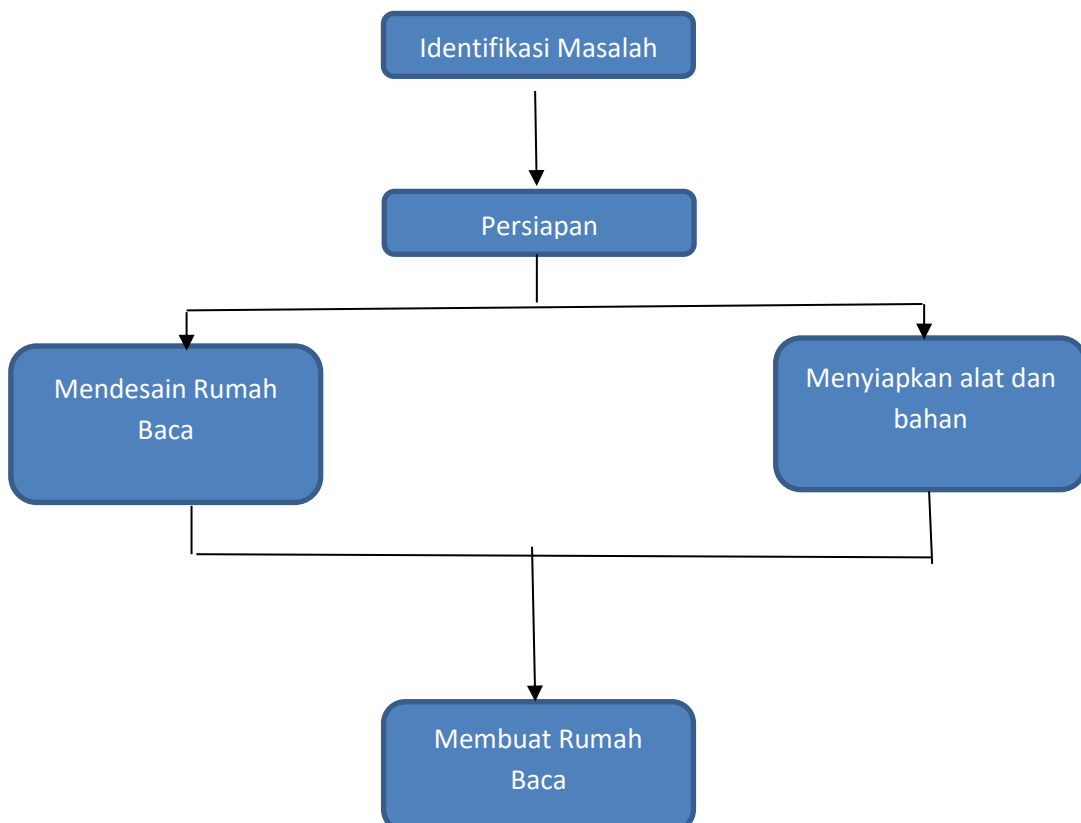 Identifikasi Masalah
Persiapan
Mendesain Rumah
Baca
Menyiapkan alat dan
bahan
Membuat Rumah
Baca